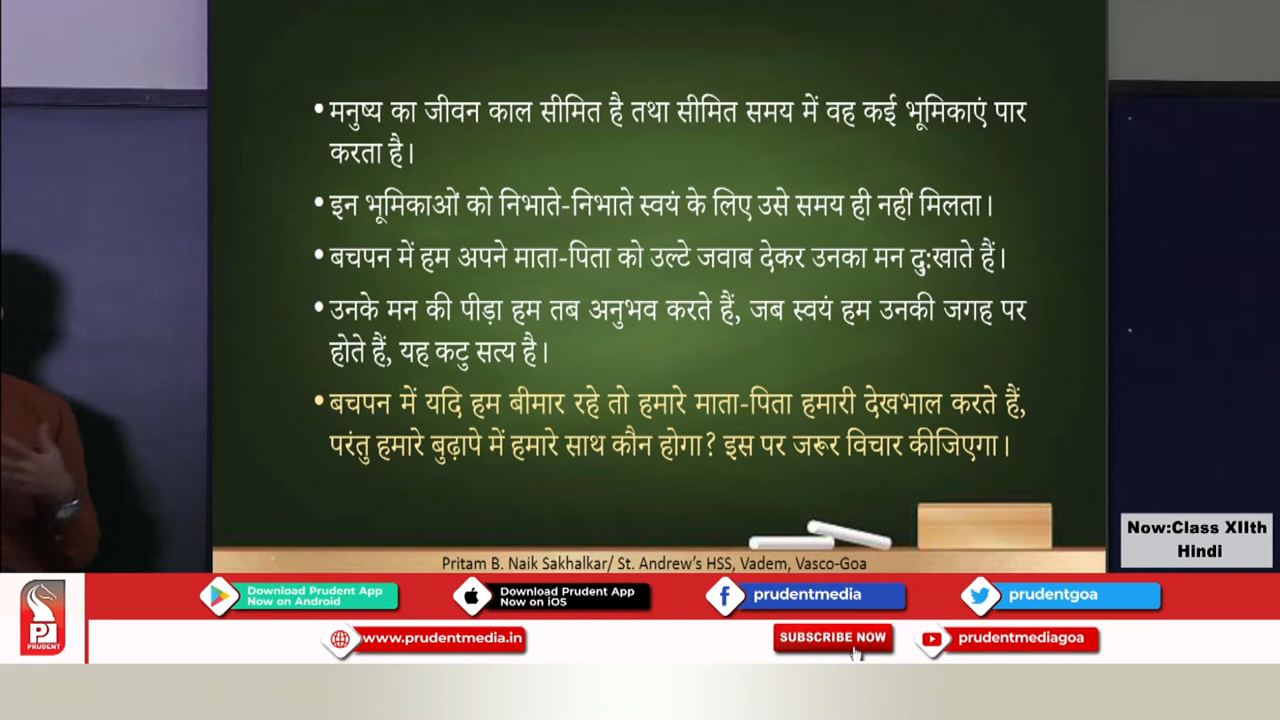 • मनुष्य का जीवन काल सीमित है तथा सीमित समय में वह कई भूमिकाएं पार
करता है।
• इन भूमिकाओं को निभाते-निभाते स्वयं के लिए उसे समय ही नहीं मिलता।
• बचपन में हम अपने माता-पिता को उल्टे जवाब देकर उनका मन दु:खाते हैं।
• उनके मन की पीड़ा हम तब अनुभव करते हैं, जब स्वयं हम उनकी जगह पर
होते हैं, यह कटु सत्य है।
• बचपन में यदि हम बीमार रहे तो हमारे माता-पिता हमारी देखभाल करते हैं,
परंतु हमारे बुढ़ापे में हमारे साथ कौन होगा? इस पर जरूर विचार कीजिएगा।
Pritam B. Naik Sakhalkar/ St. Andrew's HSS, Vadem, Vasco-Goa
Now:Class XIIth
Hindi
PRUDENT
Download Prudent App
Now on Android
Download Prudent App
Now on iOS
prudentmedia
prudentgoa
www.prudentmedia.in
SUBSCRIBE NOW
prudentmediagoa